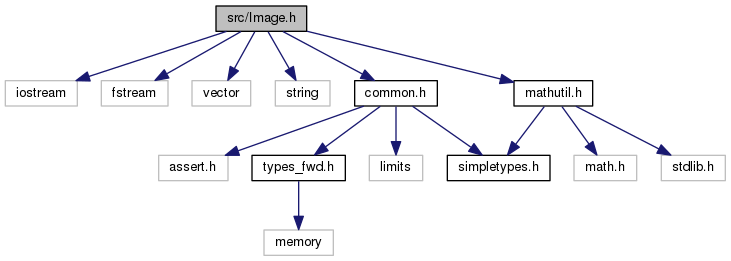 src/Image.h
iostream
fstream
vector
string
common.h
mathutil.h
assert.h
types_fwd.h
limits
simpletypes.h
math.h
stdlib.h
memory